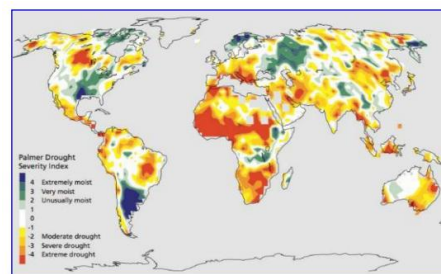 Palmer Drought
Severity Index
4 Extremely moist
3 Very moist
2 Unusually moist
1
0
-1
-2 Moderate drought
-3 Severe drought
-4 Extreme drought